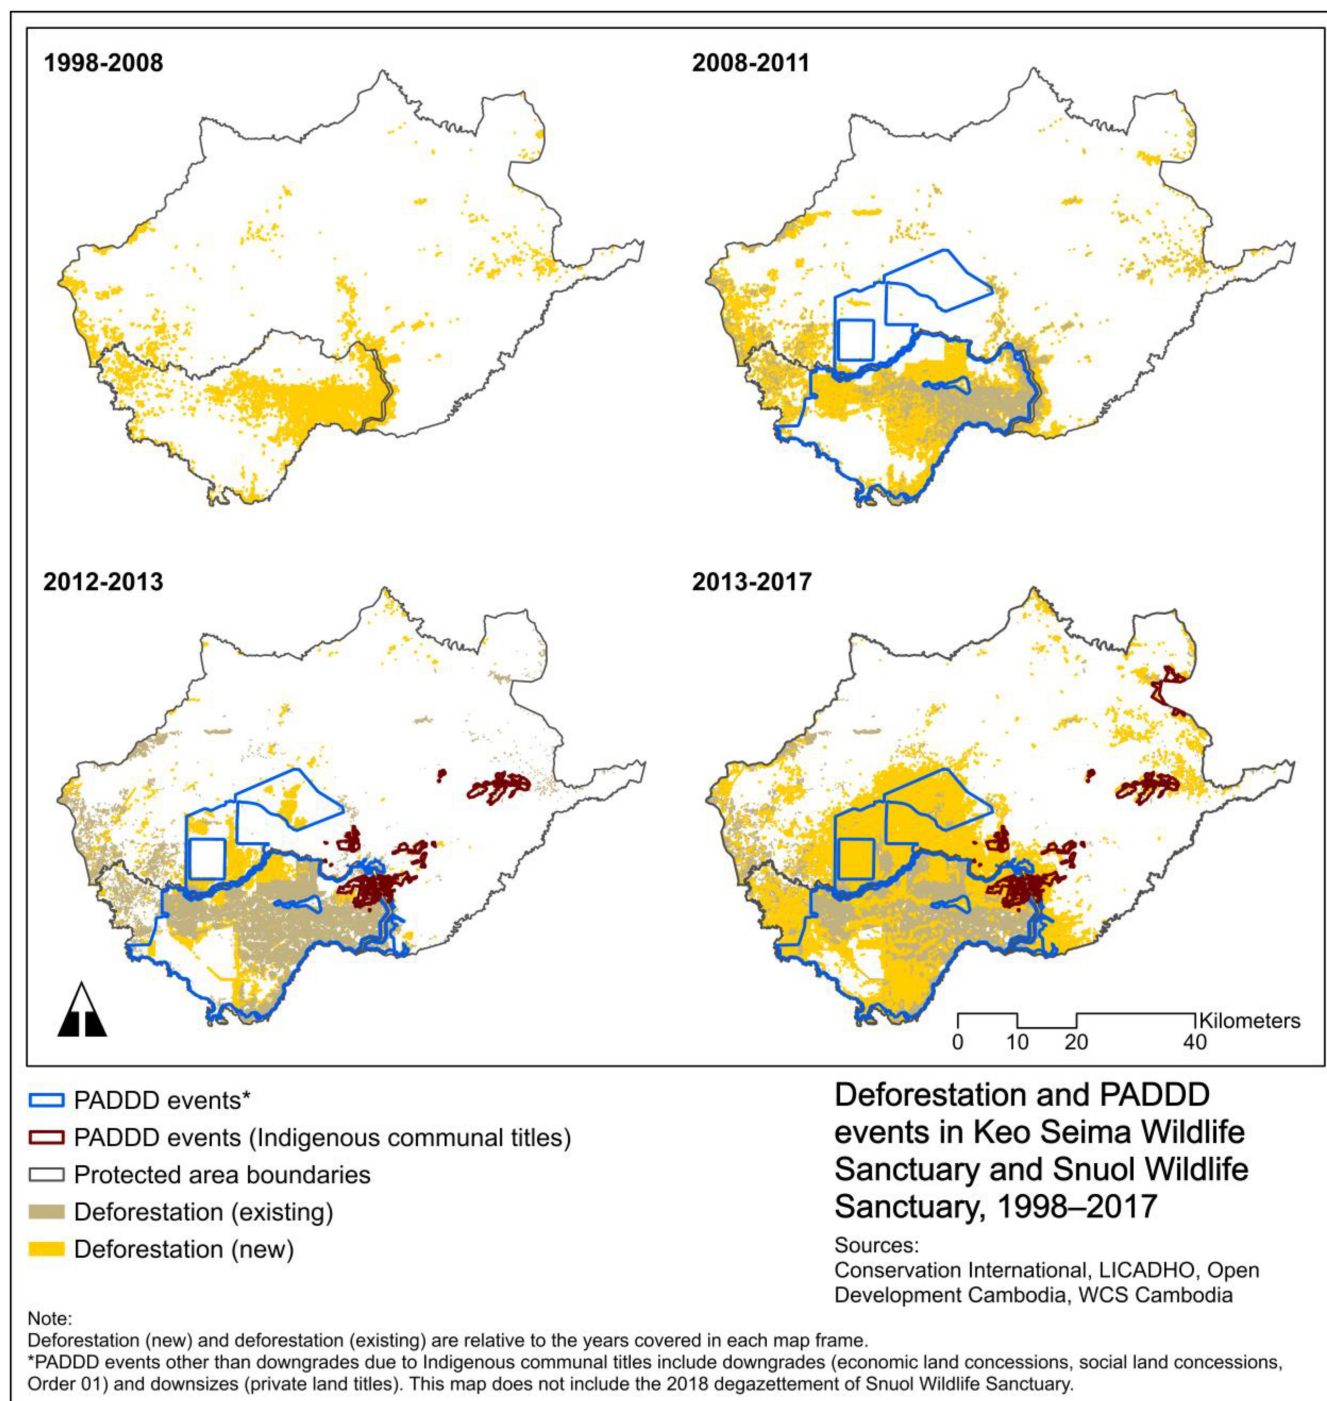 1998-2008
2008-2011
2012-2013
2013-2017
Kilometers
0 10 20 40
PADDD events*
PADDD events (Indigenous communal titles)
Protected area boundaries
Deforestation (existing)
Deforestation (new)
Deforestation and PADDD
events in Keo Seima Wildlife
Sanctuary and Snuol Wildlife
Sanctuary, 1998–2017
Sources:
Conservation International, LICADHO, Open
Development Cambodia, WCS Cambodia
Note:
Deforestation (new) and deforestation (existing) are relative to the years covered in each map frame.
*PADDD events other than downgrades due to Indigenous communal titles include downgrades (economic land concessions, social land concessions,
Order 01) and downsizes (private land titles). This map does not include the 2018 degazettement of Snuol Wildlife Sanctuary.